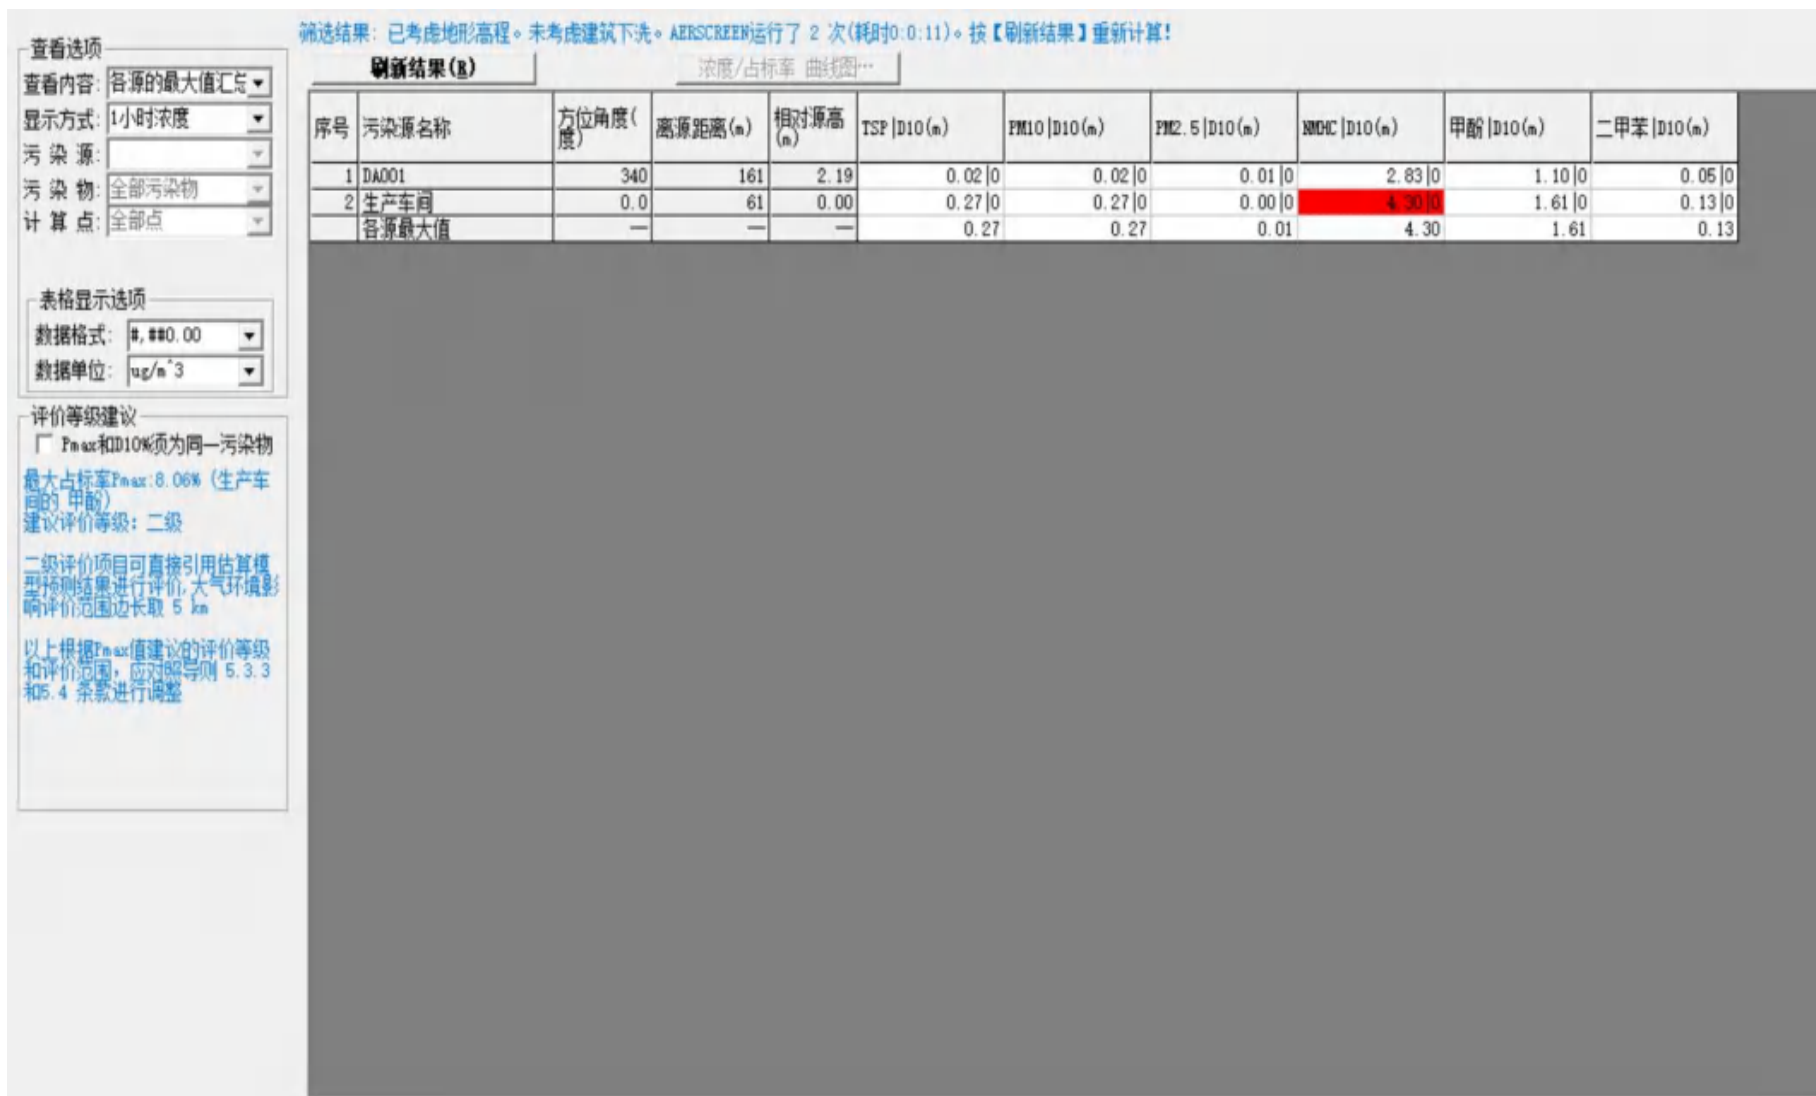 筛选结果: 已考虑地形高程。未考虑建筑下洗。AERSCREEN运行了 2 次(耗时0:0:11)。按【刷新结果】重新计算!
刷新结果(R)
浓度/占标率 曲线图…
查看选项
查看内容: 各源的最大值汇总
显示方式: 1小时浓度
污 染 源:
污 染 物: 全部污染物
计 算 点: 全部点
表格显示选项
数据格式: #,##0.00
数据单位: ug/m^3
评价等级建议
Pmax和D10%须为同一污染物
最大占标率Pmax:8.06% (生产车
间的 甲酚)
建议评价等级: 二级
二级评价项目可直接引用估算模
型预测结果进行评价,大气环境影
响评价范围边长取 5 km
以上根据Pmax值建议的评价等级
和评价范围, 应对照导则 5.3.3
和5.4 条款进行调整
序号 污染源名称 方位角度(度) 离源距离(m) 相对源高(m) TSP|D10(m) PM10|D10(m) PM2.5|D10(m) NMHC|D10(m) 甲酚|D10(m) 二甲苯|D10(m)
1 DA001 340 161 2.19 0.02|0 0.02|0 0.01|0 2.83|0 1.10|0 0.05|0
2 生产车间 0.0 61 0.00 0.27|0 0.27|0 0.00|0 4.30|0 1.61|0 0.13|0
各源最大值 — — — 0.27 0.27 0.01 4.30 1.61 0.13